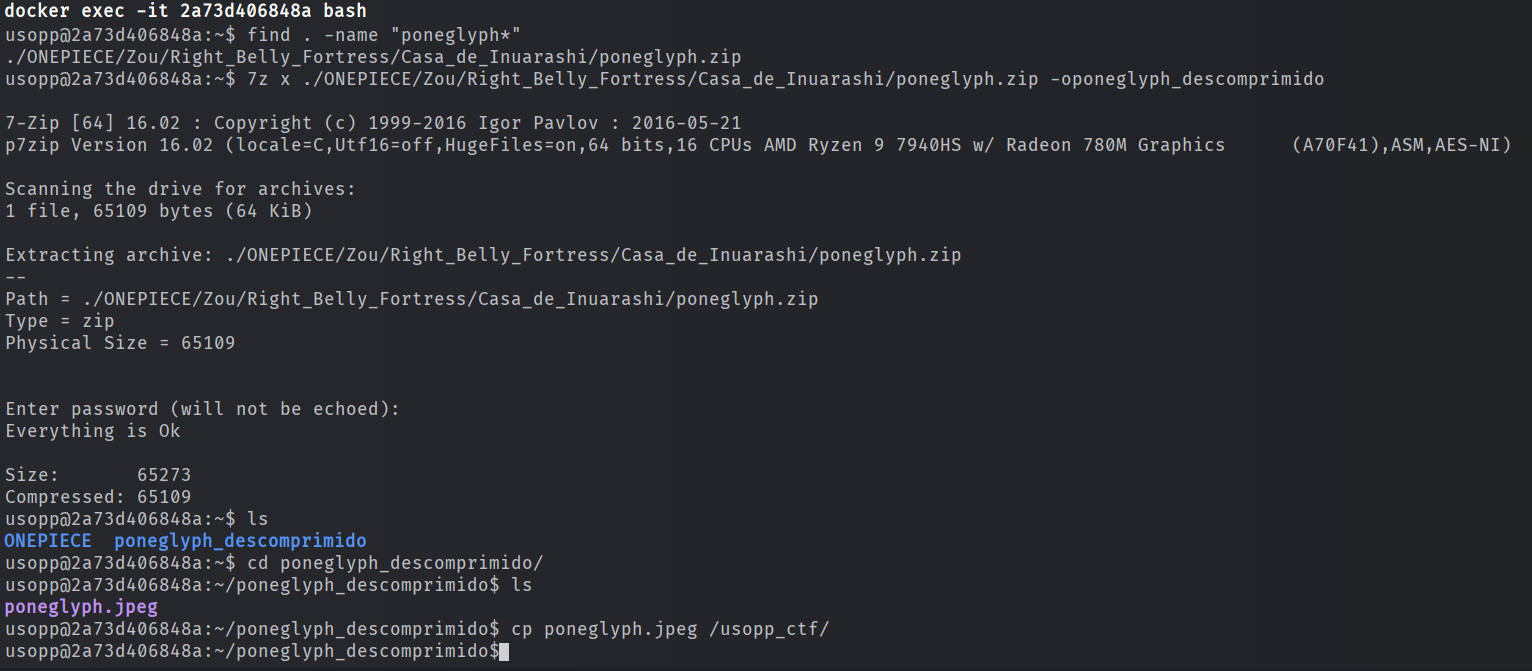 docker exec -it 2a73d406848a bash
usopp@2a73d406848a:~$ find . -name "poneglyph*"
./ONEPIECE/Zou/Right_Belly_Fortress/Casa_de_Inuarashi/poneglyph.zip
usopp@2a73d406848a:~$ 7z x ./ONEPIECE/Zou/Right_Belly_Fortress/Casa_de_Inuarashi/poneglyph.zip -oponeglyph_descomprimido
7-Zip [64] 16.02 : Copyright (c) 1999-2016 Igor Pavlov : 2016-05-21
p7zip Version 16.02 (locale=C,Utf16=off,HugeFiles=on,64 bits,16 CPUs AMD Ryzen 9 7940HS w/ Radeon 780M Graphics      (A70F41),ASM,AES-NI)
Scanning the drive for archives:
1 file, 65109 bytes (64 KiB)
Extracting archive: ./ONEPIECE/Zou/Right_Belly_Fortress/Casa_de_Inuarashi/poneglyph.zip
--
Path = ./ONEPIECE/Zou/Right_Belly_Fortress/Casa_de_Inuarashi/poneglyph.zip
Type = zip
Physical Size = 65109
Enter password (will not be echoed):
Everything is Ok
Size:       65273
Compressed: 65109
usopp@2a73d406848a:~$ ls
ONEPIECE  poneglyph_descomprimido
usopp@2a73d406848a:~$ cd poneglyph_descomprimido/
usopp@2a73d406848a:~/poneglyph_descomprimido$ ls
poneglyph.jpeg
usopp@2a73d406848a:~/poneglyph_descomprimido$ cp poneglyph.jpeg /usopp_ctf/
usopp@2a73d406848a:~/poneglyph_descomprimido$